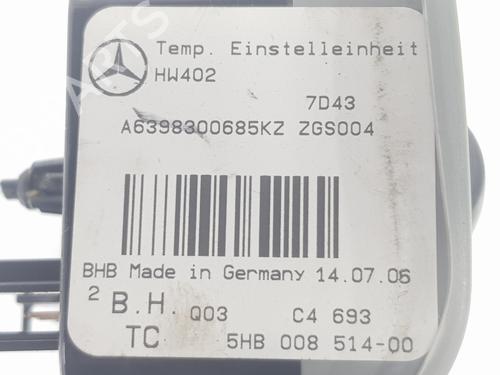 Temp. Einstelleinheit
HW402
7D43
A6398300685KZ ZGS004
BHB Made in Germany 14.07.06
2 B.H. Q03 C4 693
TC 5HB 008 514-00